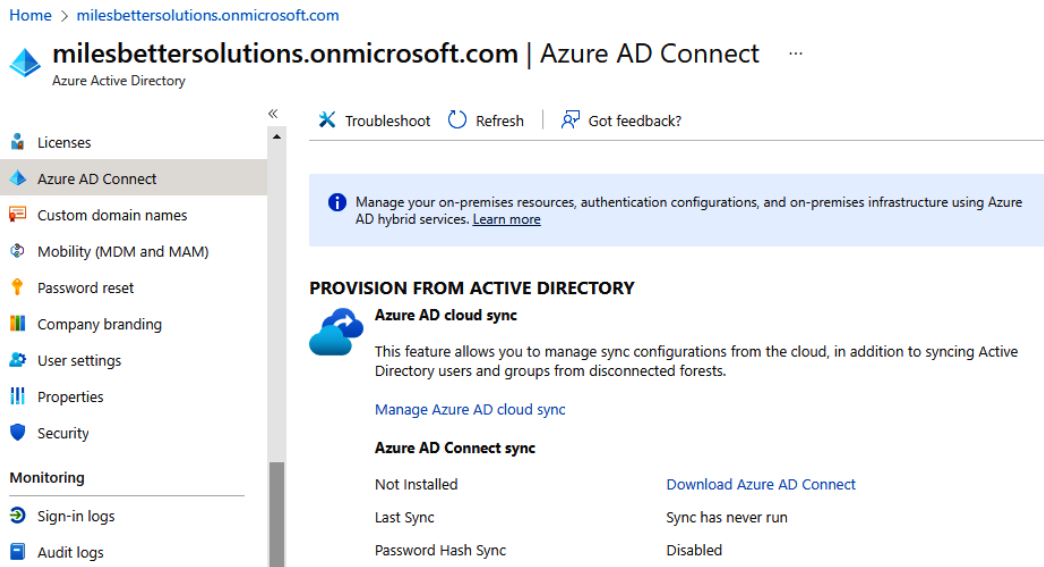 Home > milesbettersolutions.onmicrosoft.com
milesbettersolutions.onmicrosoft.com | Azure AD Connect ...
Azure Active Directory
«
Licenses
Azure AD Connect
Custom domain names
Mobility (MDM and MAM)
Password reset
Company branding
User settings
Properties
Security
Monitoring
Sign-in logs
Audit logs
Troubleshoot Refresh Got feedback?
Manage your on-premises resources, authentication configurations, and on-premises infrastructure using Azure
AD hybrid services. Learn more
PROVISION FROM ACTIVE DIRECTORY
Azure AD cloud sync
This feature allows you to manage sync configurations from the cloud, in addition to syncing Active
Directory users and groups from disconnected forests.
Manage Azure AD cloud sync
Azure AD Connect sync
Not Installed Download Azure AD Connect
Last Sync Sync has never run
Password Hash Sync Disabled